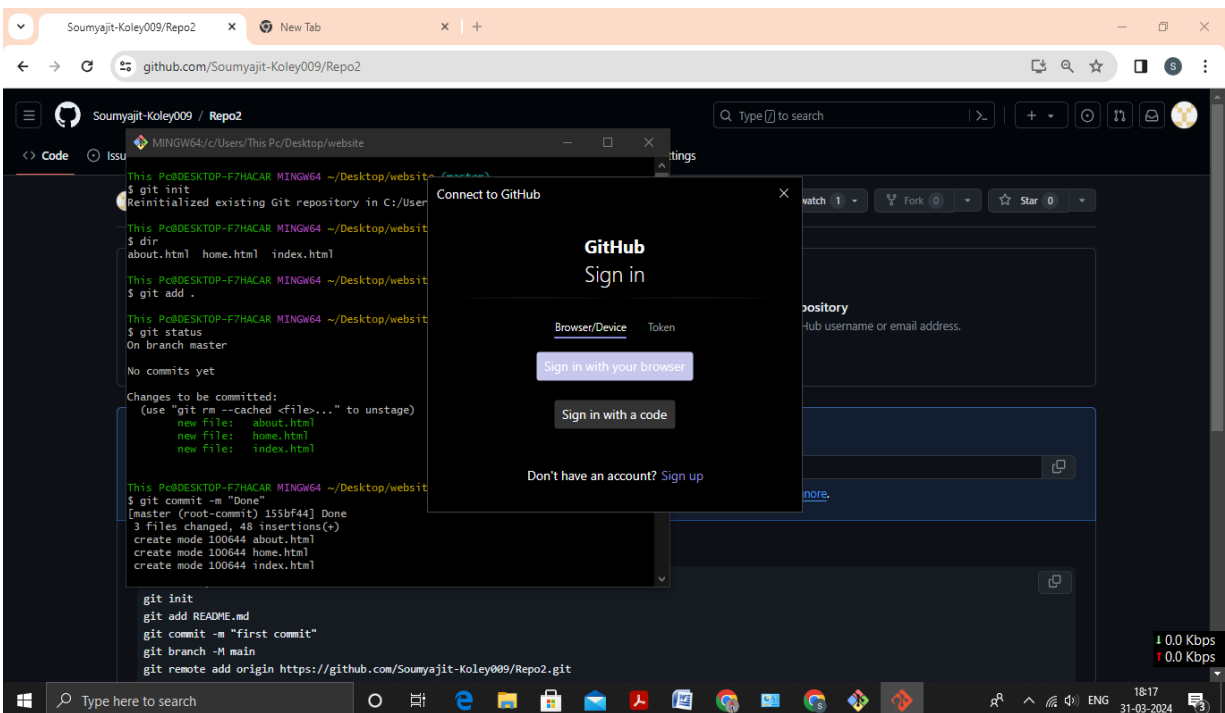 Soumyajit-Koley009/Repo2
New Tab
github.com/Soumyajit-Koley009/Repo2
S
Soumyajit-Koley009 / Repo2
Type / to search
Code
Issu
ttings
MINGW64:/c/Users/This Pc/Desktop/website
This Pc@DESKTOP-F7HACAR MINGW64 ~/Desktop/website (master)
$ git init
Reinitialized existing Git repository in C:/User
This Pc@DESKTOP-F7HACAR MINGW64 ~/Desktop/websit
$ dir
about.html home.html index.html
This Pc@DESKTOP-F7HACAR MINGW64 ~/Desktop/websit
$ git add .
This Pc@DESKTOP-F7HACAR MINGW64 ~/Desktop/websit
$ git status
On branch master
No commits yet
Changes to be committed:
(use "git rm --cached <file>..." to unstage)
new file: about.html
new file: home.html
new file: index.html
This Pc@DESKTOP-F7HACAR MINGW64 ~/Desktop/websit
$ git commit -m "Done"
[master (root-commit) 155bf44] Done
3 files changed, 48 insertions(+)
create mode 100644 about.html
create mode 100644 home.html
create mode 100644 index.html
Connect to GitHub
GitHub
Sign in
Browser/Device Token
Sign in with your browser
Sign in with a code
Don't have an account? Sign up
watch 1
Fork 0
Star 0
pository
Hub username or email address.
nore.
git init
git add README.md
git commit -m "first commit"
git branch -M main
git remote add origin https://github.com/Soumyajit-Koley009/Repo2.git
0.0 Kbps
0.0 Kbps
Type here to search
ENG
18:17
31-03-2024
3